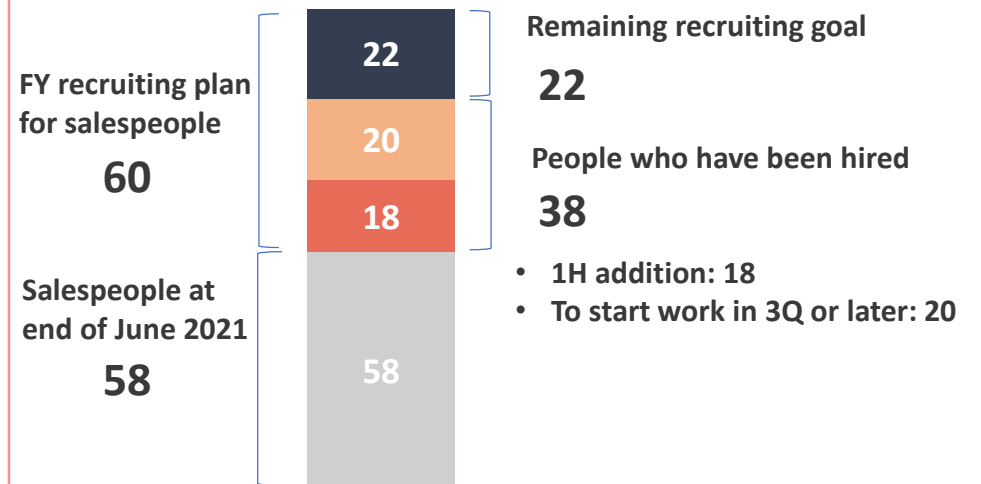 FY recruiting plan
for salespeople
60
Salespeople at
end of June 2021
58
22
20
18
58
Remaining recruiting goal
22
People who have been hired
38
• 1H addition: 18
• To start work in 3Q or later: 20